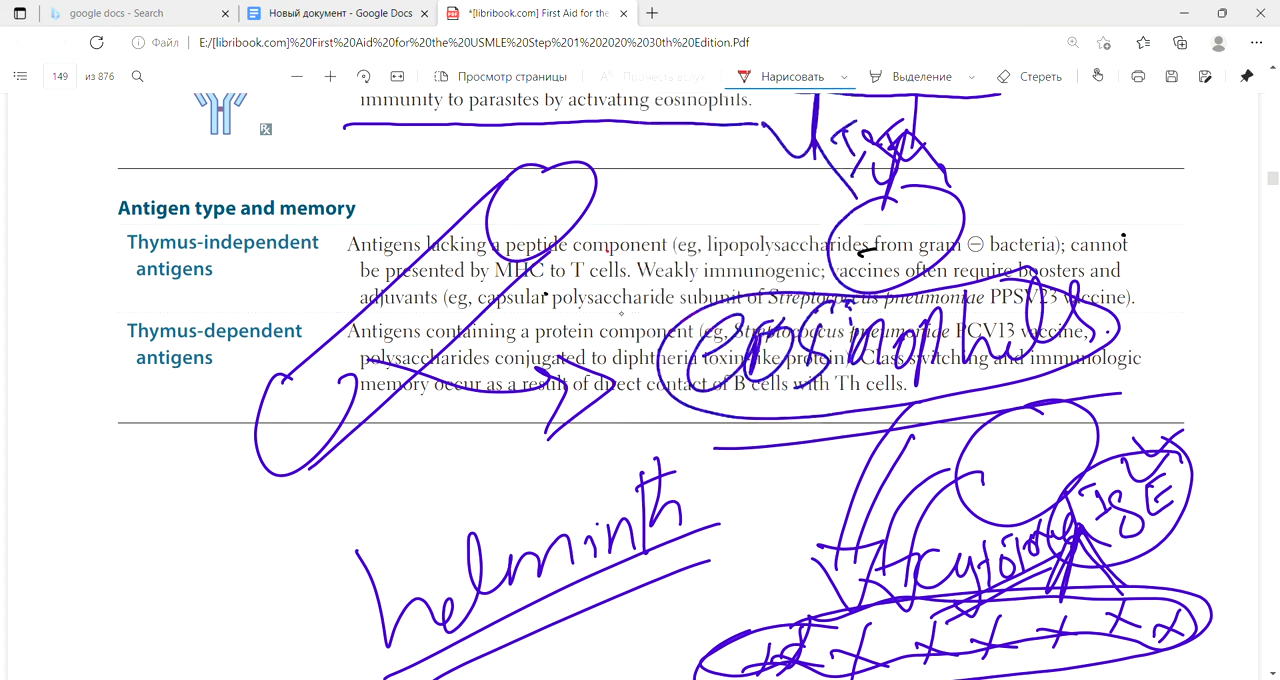 google docs - Search
Новый документ - Google Docs
*[libribook.com] First Aid for the
Файл
E:/[libribook.com]%20First%20Aid%20for%20the%20USMLE%20Step%201%202020%2030th%20Edition.Pdf
149 из 876
Просмотр страницы
Прочесть вслух
Нарисовать
Выделение
Стереть
immunity to parasites by activating eosinophils.
Rx
IgE
Antigen type and memory
Thymus-independent antigens
Antigens lacking a peptide component (eg, lipopolysaccharides from gram ⊖ bacteria); cannot
be presented by MHC to T cells. Weakly immunogenic; vaccines often require boosters and
adjuvants (eg, capsular polysaccharide subunit of Streptococcus pneumoniae PPSV23 vaccine).
Thymus-dependent antigens
Antigens containing a protein component (eg, Streptococcus pneumoniae PCV13 vaccine,
polysaccharides conjugated to diphtheria toxin-like protein). Class switching and immunologic
memory occur as a result of direct contact of B cells with Th cells.
eosinophils
helminth
IgE